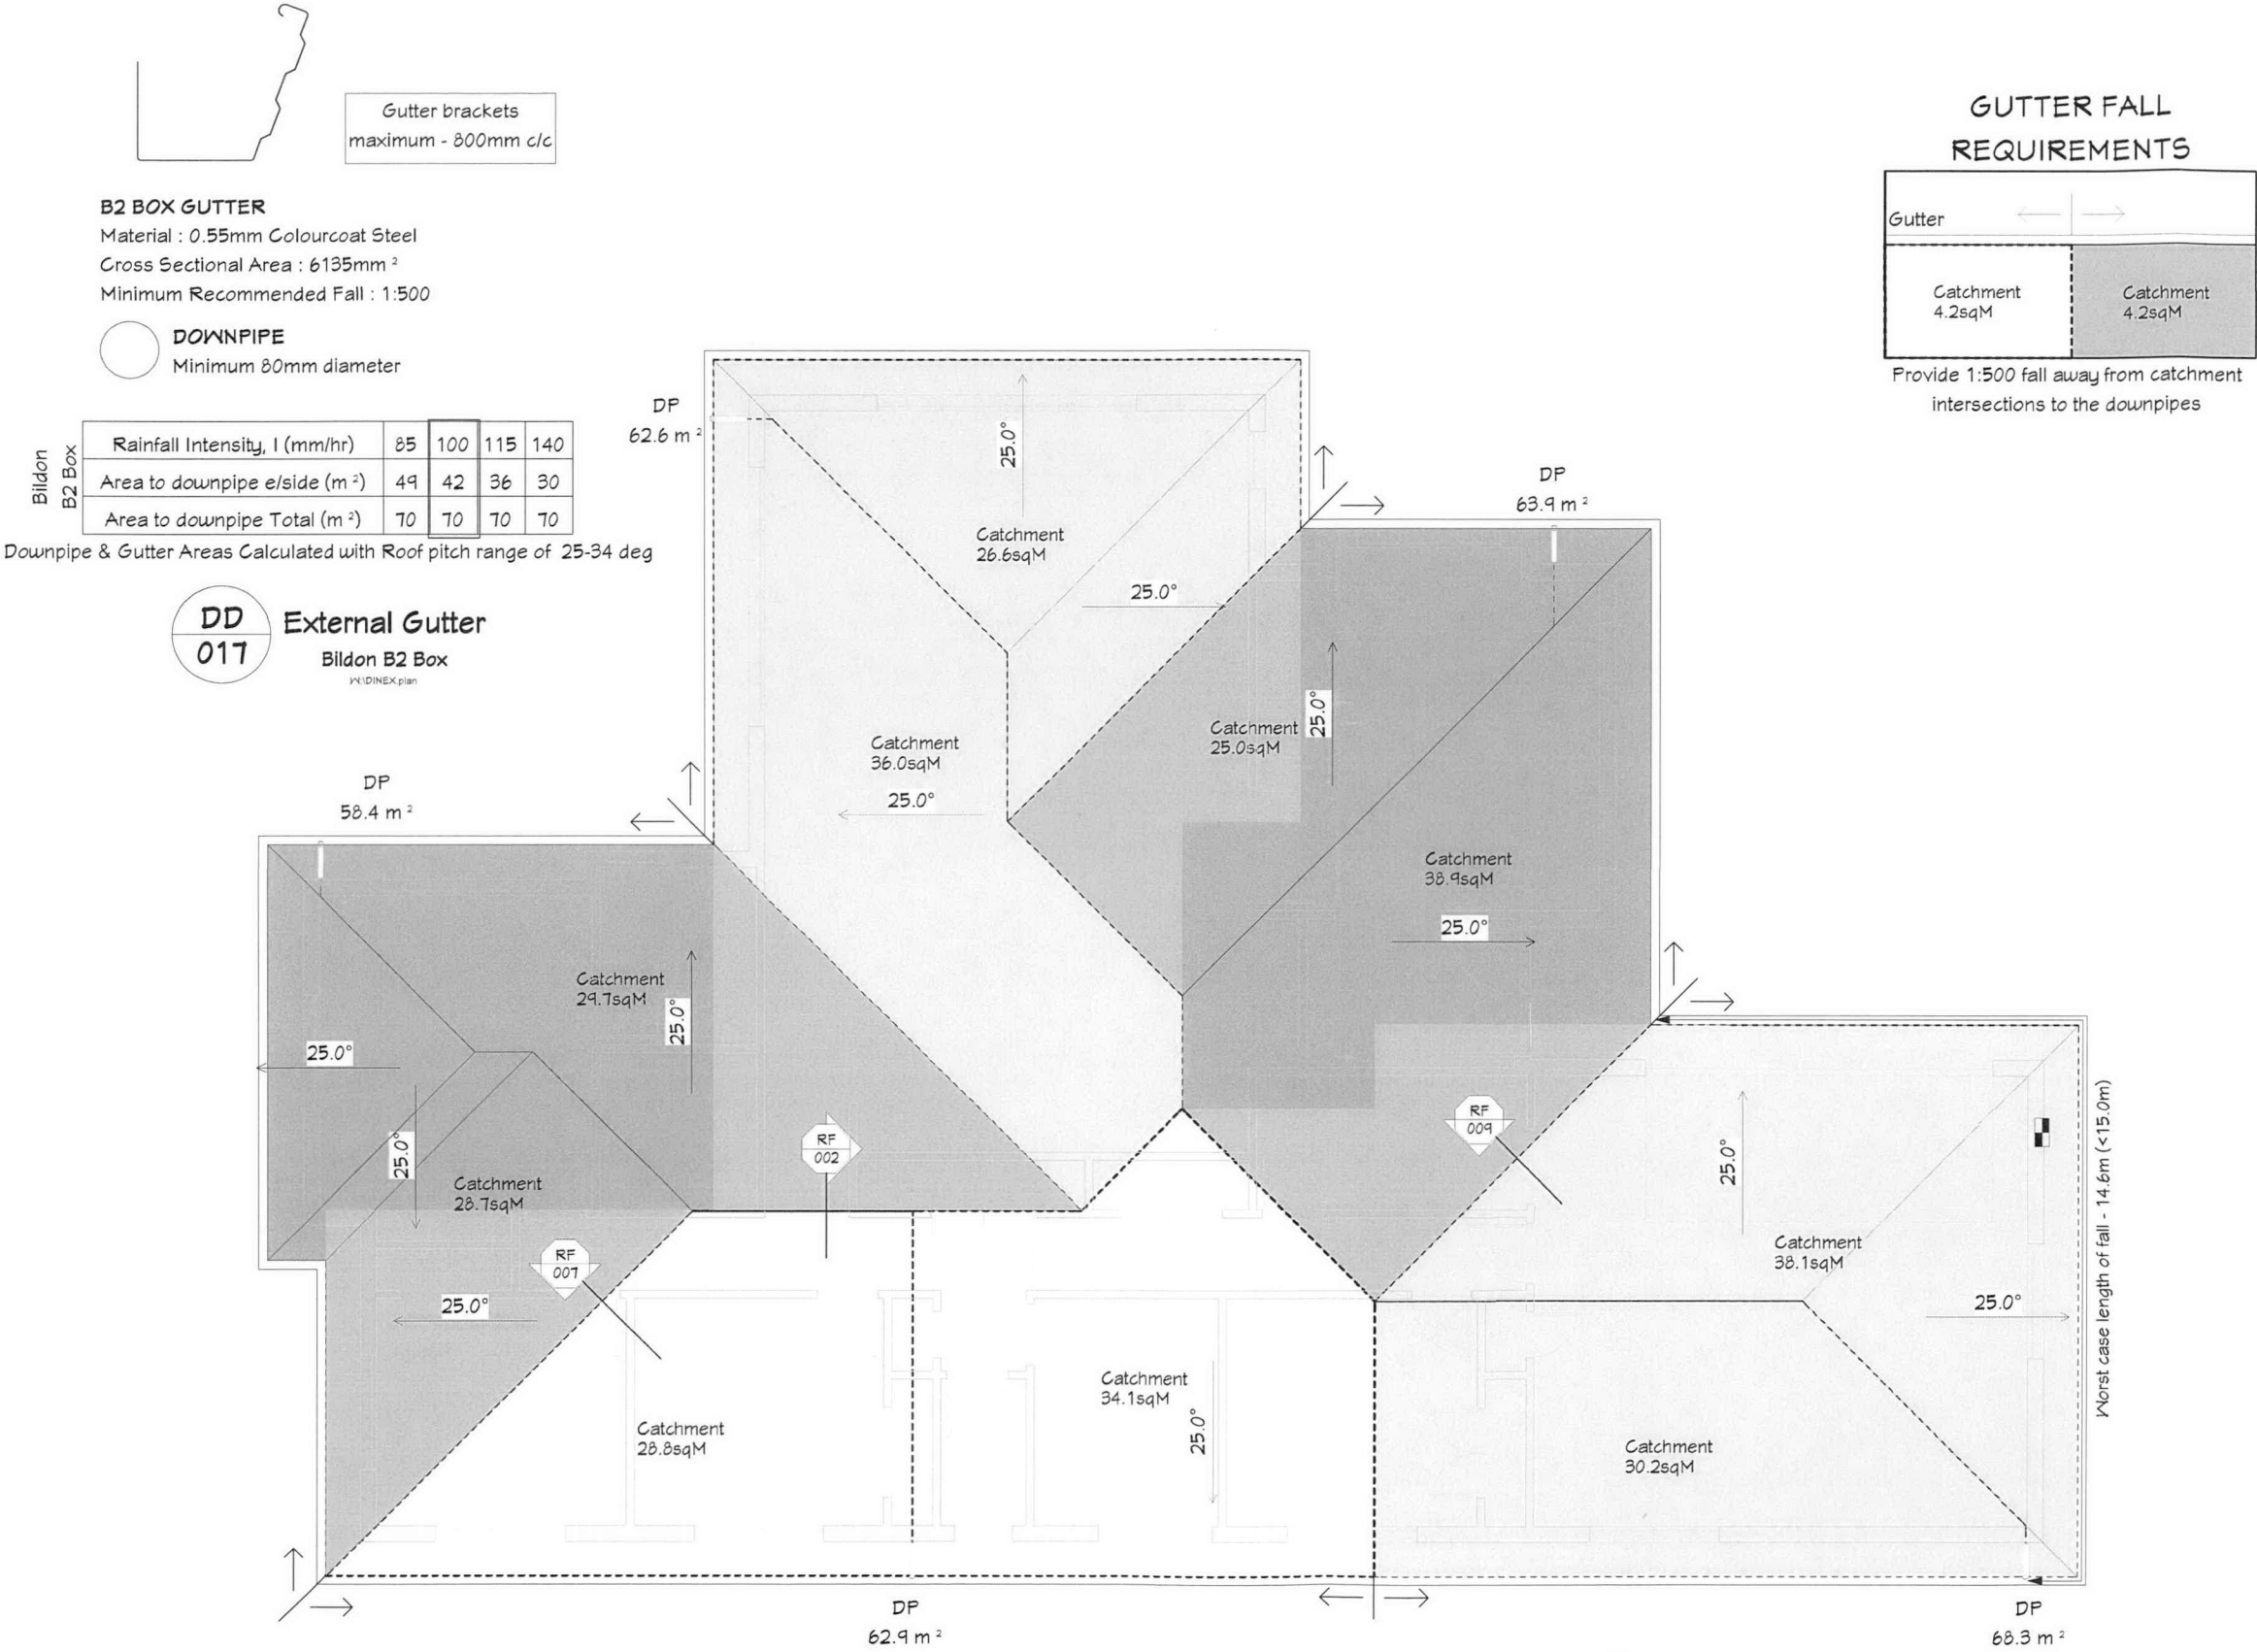 Gutter brackets
maximum - 800mm c/c
B2 BOX GUTTER
Material : 0.55mm Colourcoat Steel
Cross Sectional Area : 6135mm ²
Minimum Recommended Fall : 1:500
DOWNPIPE
Minimum 80mm diameter
Bildon
B2 Box
Rainfall Intensity, I (mm/hr) 85 100 115 140
Area to downpipe e/side (m ²) 49 42 36 30
Area to downpipe Total (m ²) 70 70 70 70
Downpipe & Gutter Areas Calculated with Roof pitch range of 25-34 deg
DD
017
External Gutter
Bildon B2 Box
W:\DINEX.plan
GUTTER FALL
REQUIREMENTS
Gutter
Catchment
4.2sqM
Catchment
4.2sqM
Provide 1:500 fall away from catchment
intersections to the downpipes
DP
62.6 m ²
25.0°
Catchment
26.6sqM
25.0°
DP
63.9 m ²
Catchment
36.0sqM
25.0°
Catchment
25.0sqM
25.0°
DP
58.4 m ²
Catchment
38.9sqM
25.0°
Catchment
29.7sqM
25.0°
25.0°
25.0°
Catchment
28.7sqM
RF
002
RF
009
25.0°
Worst case length of fall - 14.6m (<15.0m)
RF
007
25.0°
Catchment
38.1sqM
25.0°
Catchment
34.1sqM
25.0°
Catchment
28.8sqM
Catchment
30.2sqM
DP
62.9 m ²
DP
68.3 m ²